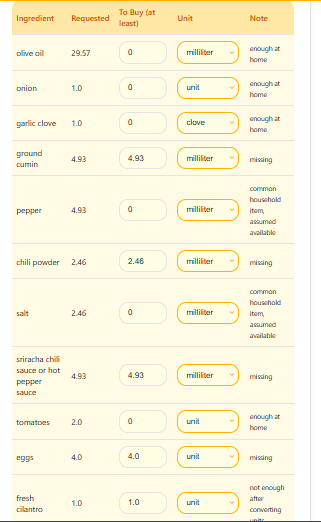 Ingredient Requested To Buy (at least) Unit Note
olive oil 29.57 0 milliliter enough at home
onion 1.0 0 unit enough at home
garlic clove 1.0 0 clove enough at home
ground cumin 4.93 4.93 milliliter missing
pepper 4.93 0 milliliter common household item, assumed available
chili powder 2.46 2.46 milliliter missing
salt 2.46 0 milliliter common household item, assumed available
sriracha chili sauce or hot pepper sauce 4.93 4.93 milliliter missing
tomatoes 2.0 0 unit enough at home
eggs 4.0 4.0 unit missing
fresh cilantro 1.0 1.0 unit not enough after converting units